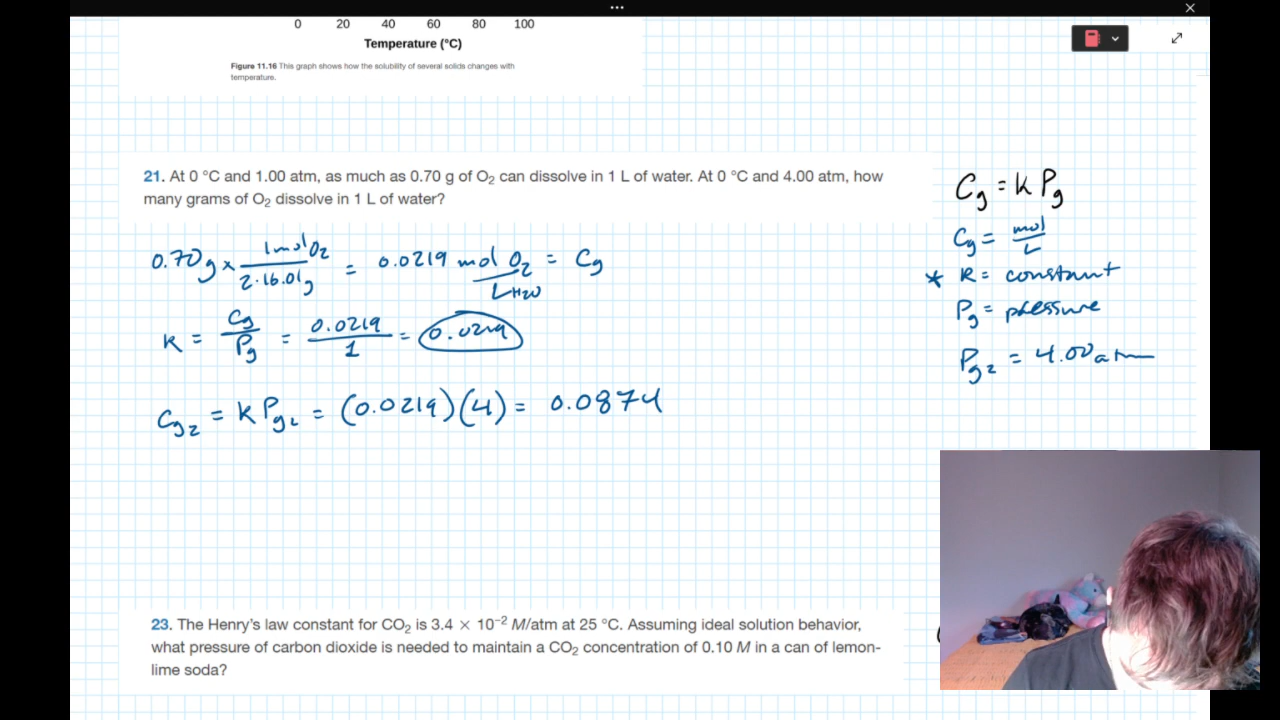 0 20 40 60 80 100
Temperature (°C)
Figure 11.16 This graph shows how the solubility of several solids changes with
temperature.
21. At 0 °C and 1.00 atm, as much as 0.70 g of O₂ can dissolve in 1 L of water. At 0 °C and 4.00 atm, how
many grams of O₂ dissolve in 1 L of water?
0.70g × 1mol O₂ / 2·16.01g = 0.0219 mol O₂ / L H₂O = Cg
K = Cg / Pg = 0.0219 / 1 = 0.0219
Cg₂ = K Pg₂ = (0.0219)(4) = 0.0874
Cg = K Pg
Cg = mol / L
* K = constant
Pg = pressure
Pg₂ = 4.00 atm
23. The Henry's law constant for CO₂ is 3.4 × 10⁻² M/atm at 25 °C. Assuming ideal solution behavior,
what pressure of carbon dioxide is needed to maintain a CO₂ concentration of 0.10 M in a can of lemon-
lime soda?